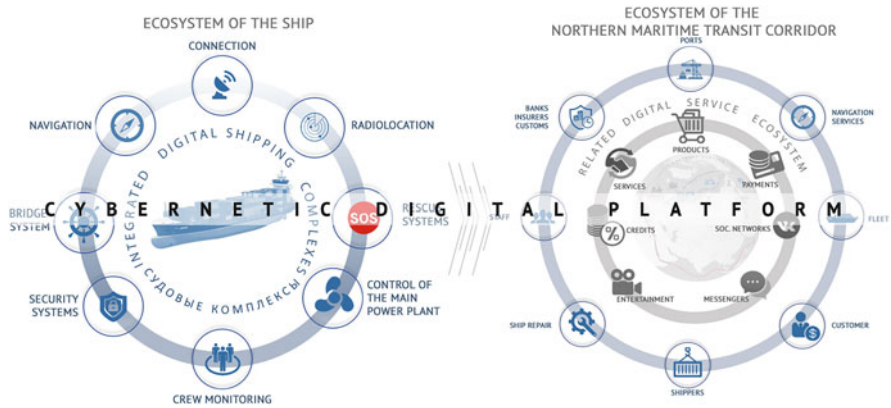 ECOSYSTEM OF THE SHIP
CONNECTION
NAVIGATION
RADIOLOCATION
BRIDGE
SYSTEM
SOS
RESCUE
SYSTEMS
SECURITY
SYSTEMS
CONTROL OF
THE MAIN
POWER PLANT
CREW MONITORING
INTEGRATED DIGITAL SHIPPING COMPLEXES
СУДОВЫЕ КОМПЛЕКСЫ
CYBERNETIC DIGITAL PLATFORM
ECOSYSTEM OF THE
NORTHERN MARITIME TRANSIT CORRIDOR
PORTS
BANKS
INSURERS
CUSTOMS
NAVIGATION
SERVICES
RELATED DIGITAL SERVICE ECOSYSTEM
PRODUCTS
SERVICES
PAYMENTS
STAFF
%
CREDITS
SOC. NETWORKS
FLEET
ENTERTAINMENT
MESSENGERS
SHIP REPAIR
$
CUSTOMER
SHIPPERS